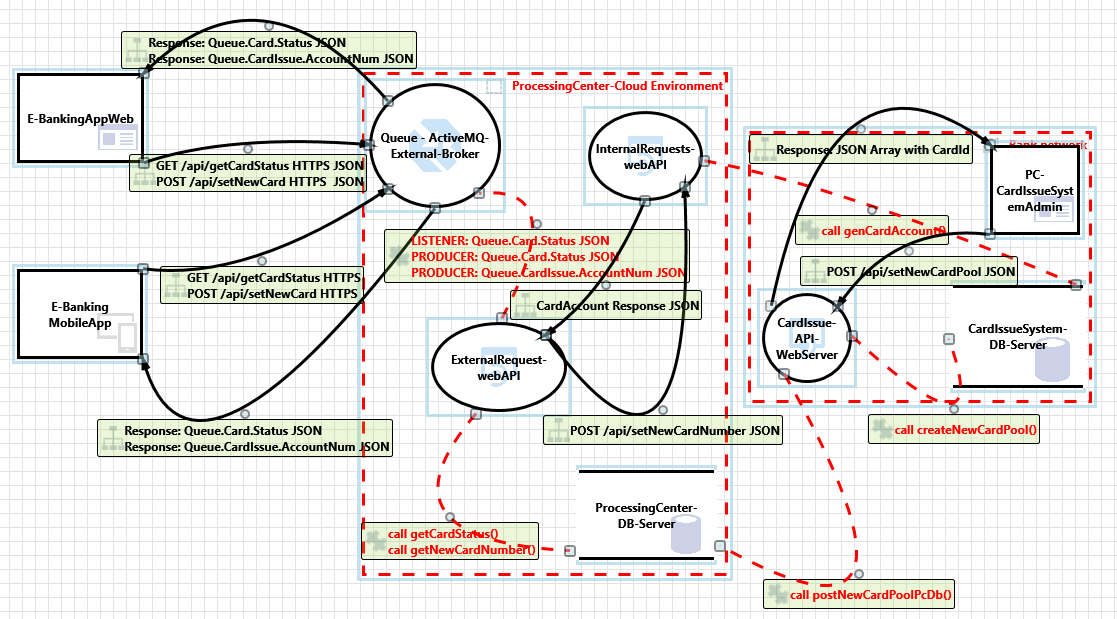 Response: Queue.Card.Status JSON
Response: Queue.CardIssue.AccountNum JSON
ProcessingCenter-Cloud Environment
E-BankingAppWeb
Queue - ActiveMQ-
External-Broker
InternalRequests-
webAPI
Response: JSON Array with CardId
Bank network
GET /api/getCardStatus HTTPS JSON
POST /api/setNewCard HTTPS  JSON
PC-
CardIssueSyst
emAdmin
call genCardAccount()
LISTENER: Queue.Card.Status JSON
PRODUCER: Queue.Card.Status JSON
PRODUCER: Queue.CardIssue.AccountNum JSON
GET /api/getCardStatus HTTPS
POST /api/setNewCard HTTPS
POST /api/setNewCardPool JSON
E-Banking
MobileApp
CardAccount Response JSON
CardIssue-
API-
WebServer
CardIssueSystem-
DB-Server
ExternalRequest-
webAPI
Response: Queue.Card.Status JSON
Response: Queue.CardIssue.AccountNum JSON
POST /api/setNewCardNumber JSON
call createNewCardPool()
ProcessingCenter-
DB-Server
call getCardStatus()
call getNewCardNumber()
call postNewCardPoolPcDb()